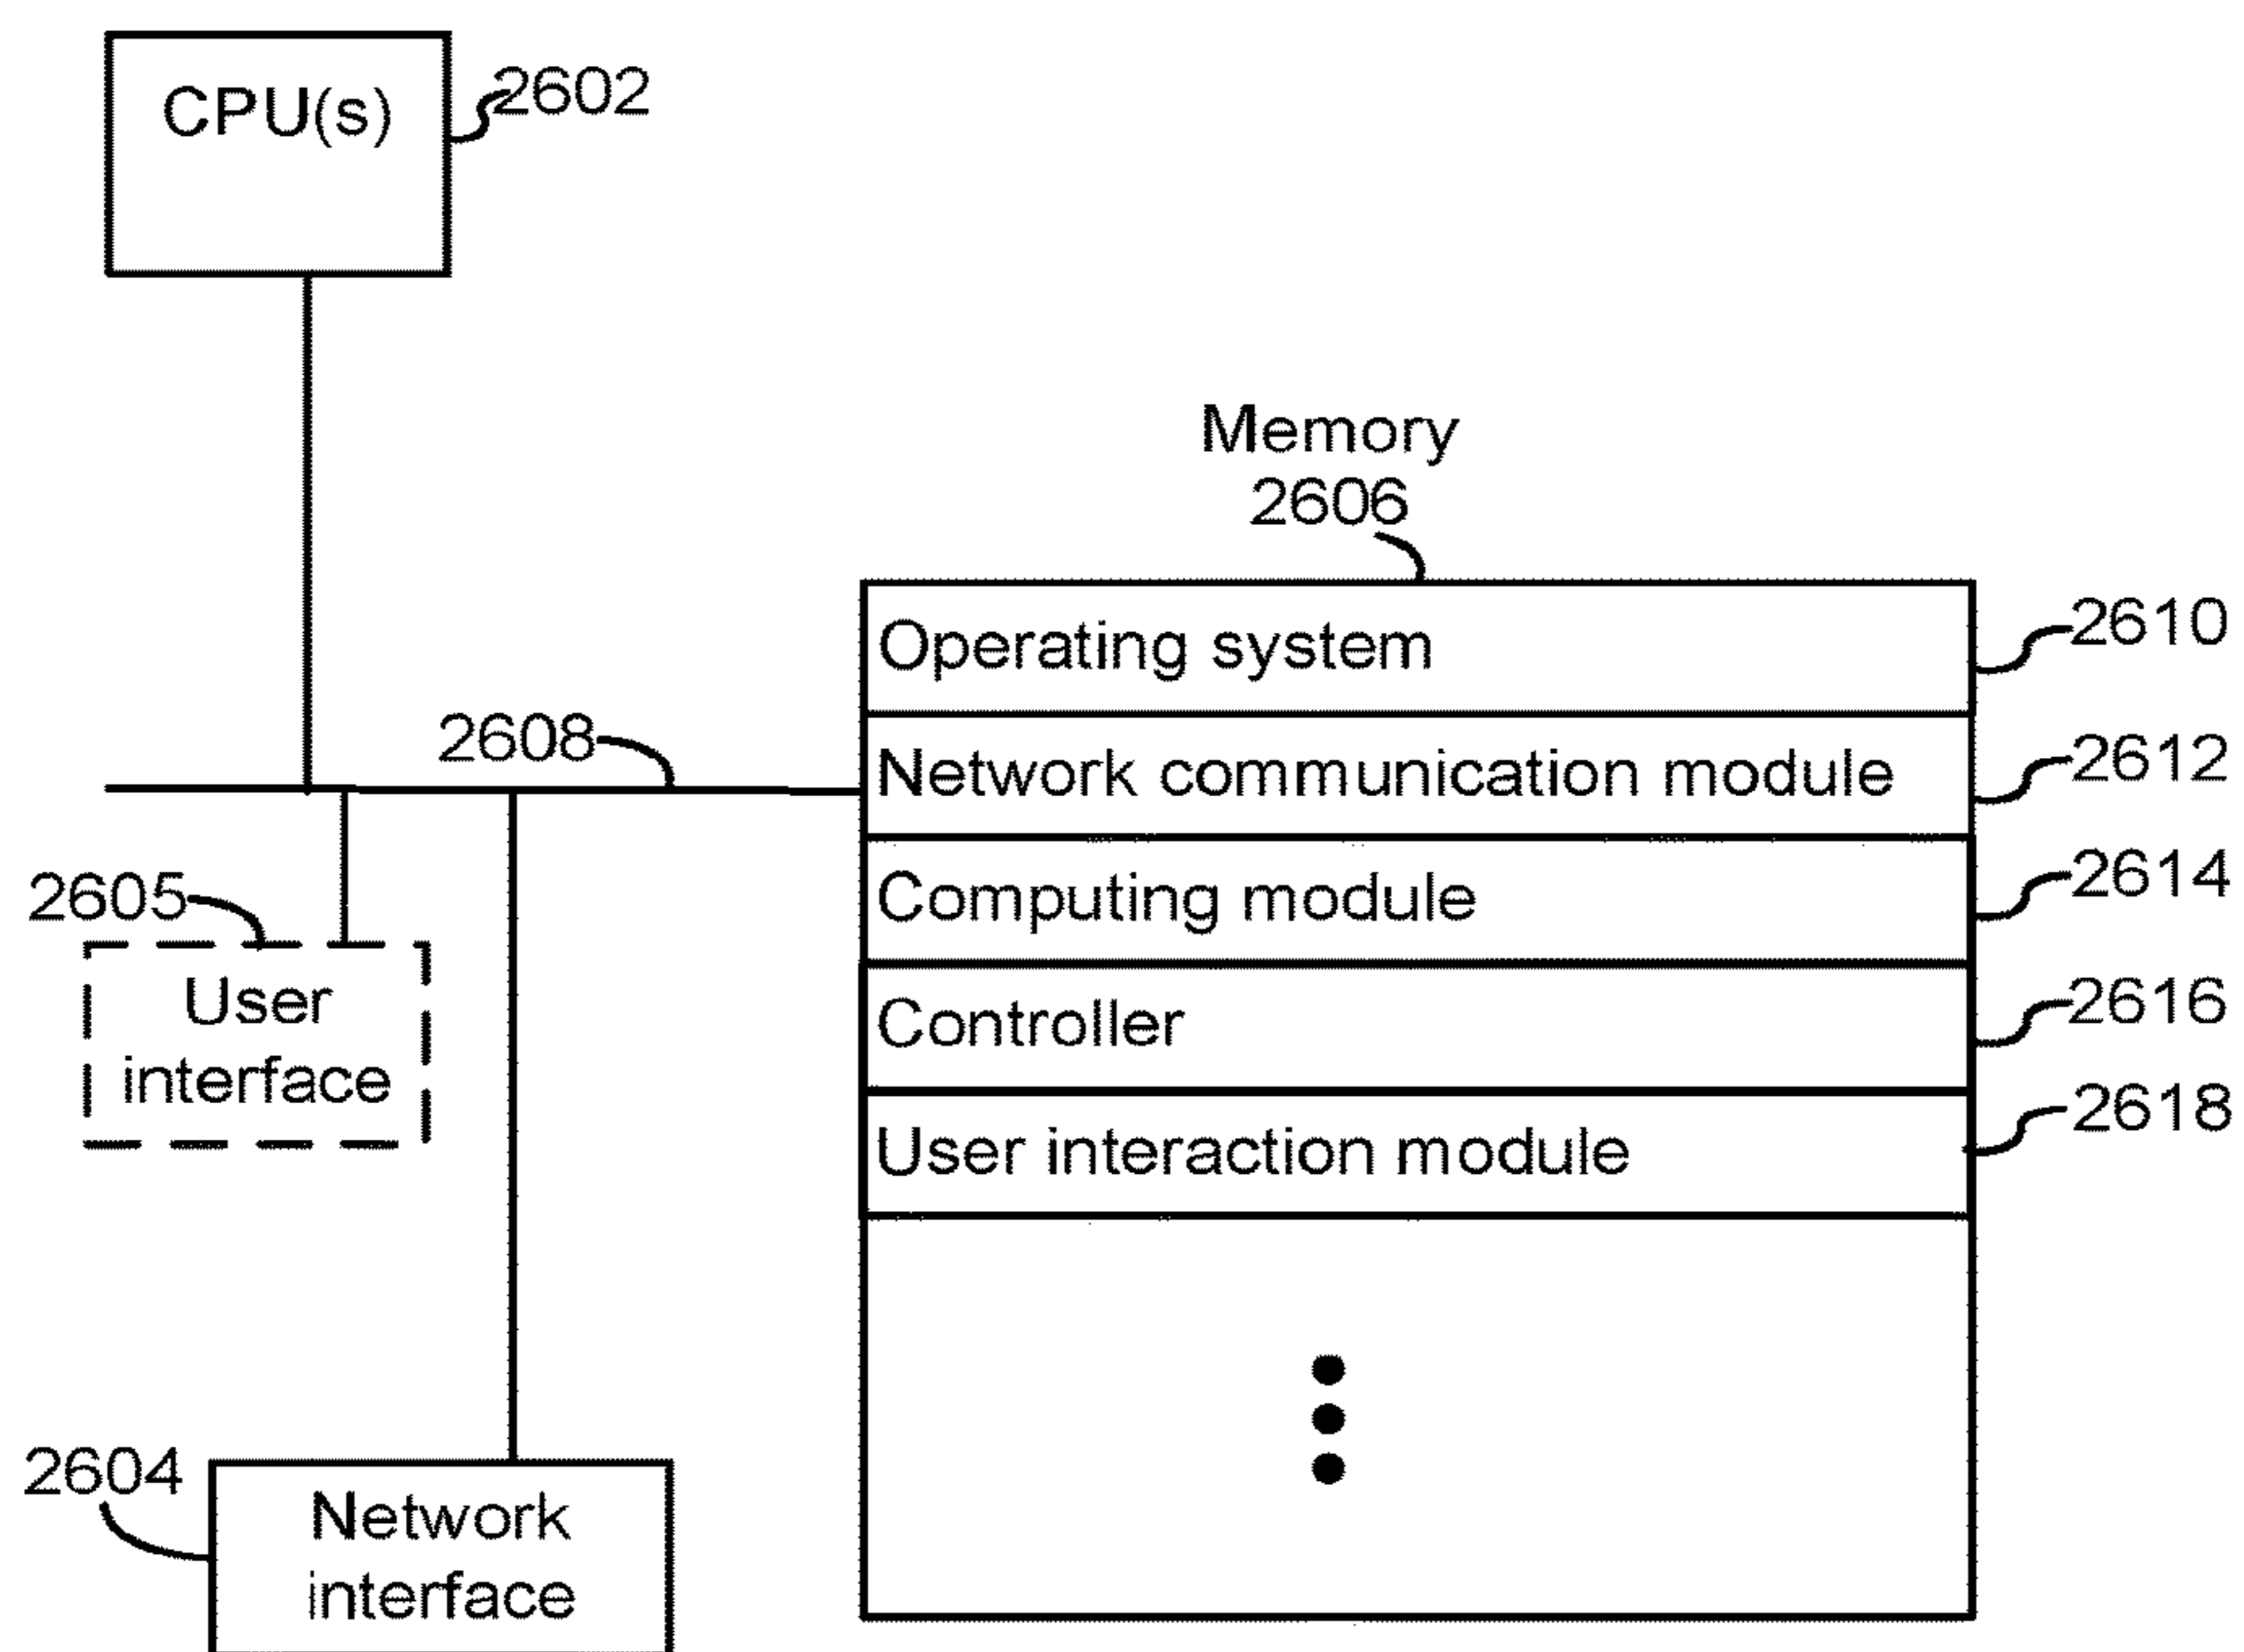 CPU(s)
2602
Memory
2606
Operating system
2610
2608
Network communication module
2612
Computing module
2614
2605
User
interface
Controller
2616
User interaction module
2618
2604
Network
interface